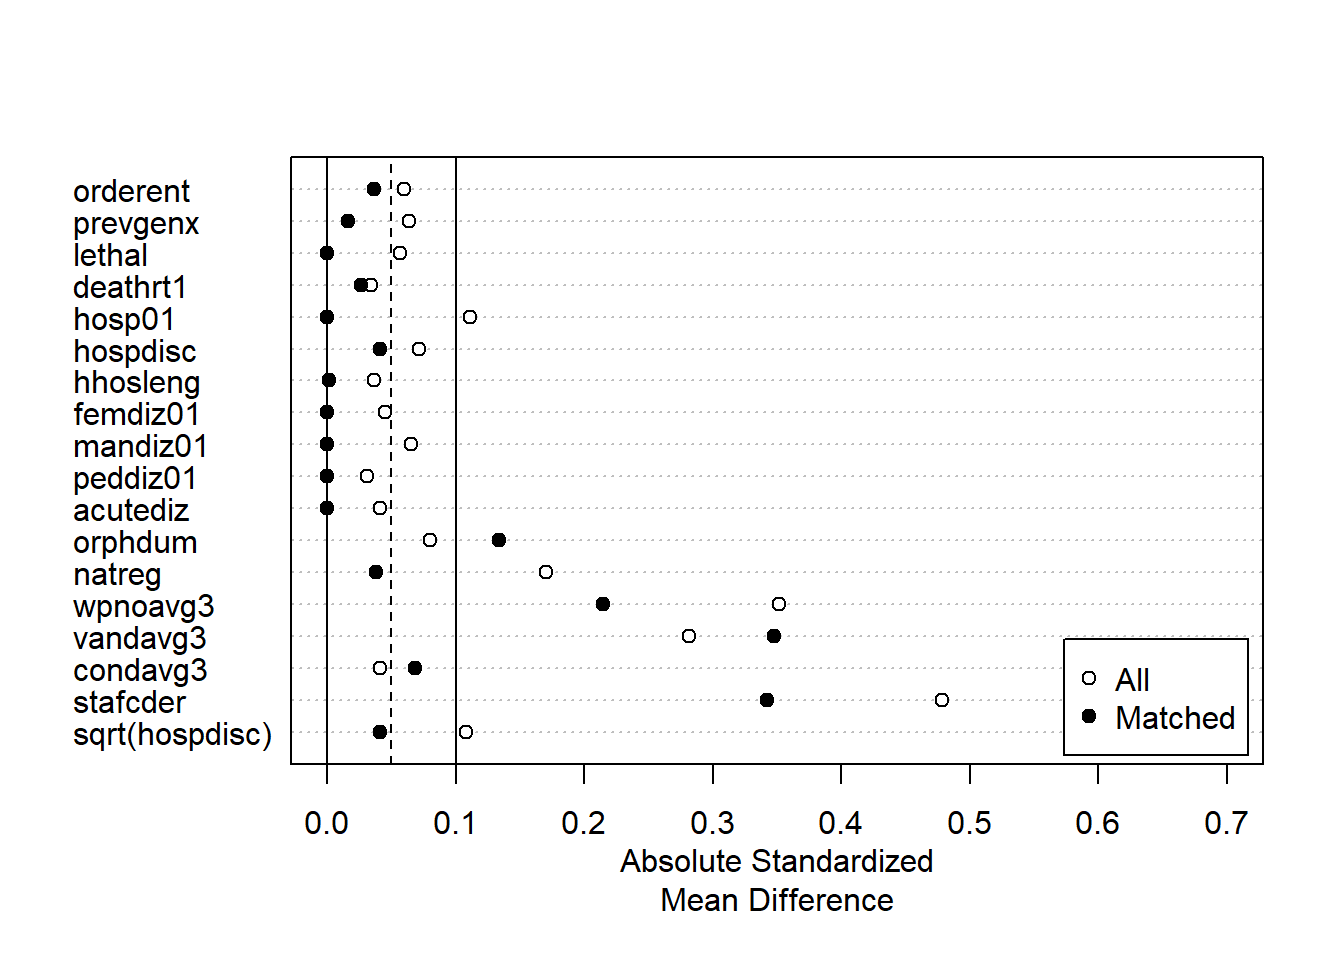 orderent
prevgenx
lethal
deathrt1
hosp01
hospdisc
hhosleng
femdiz01
mandiz01
peddiz01
acutediz
orphdum
natreg
wpnoavg3
vandavg3
condavg3
stafcder
sqrt(hospdisc)
All
Matched
0.0 0.1 0.2 0.3 0.4 0.5 0.6 0.7
Absolute Standardized
Mean Difference